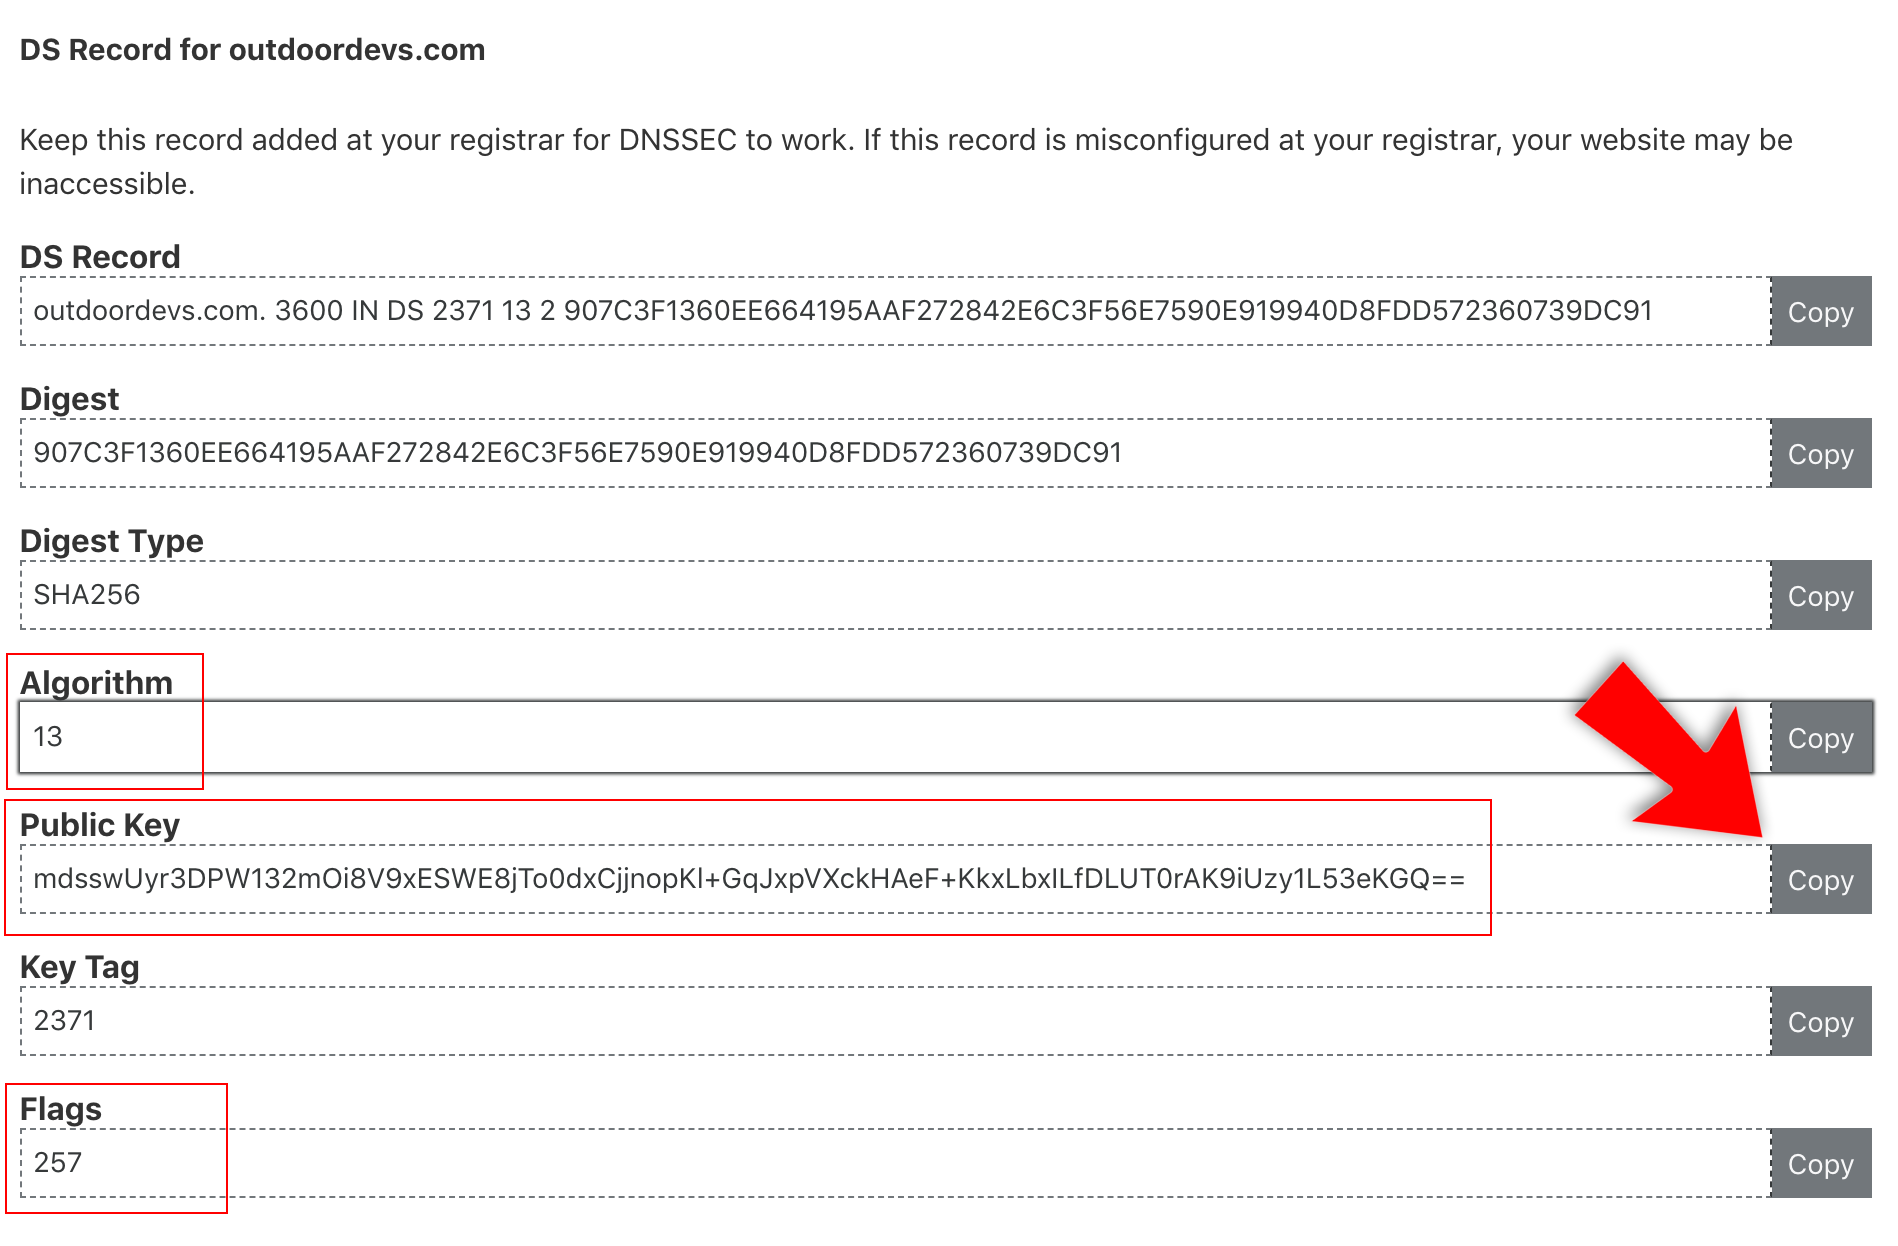 DS Record for outdoordevs.com
Keep this record added at your registrar for DNSSEC to work. If this record is misconfigured at your registrar, your website may be
inaccessible.
DS Record
outdoordevs.com. 3600 IN DS 2371 13 2 907C3F1360EE664195AAF272842E6C3F56E7590E919940D8FDD572360739DC91
Copy
Digest
907C3F1360EE664195AAF272842E6C3F56E7590E919940D8FDD572360739DC91
Copy
Digest Type
SHA256
Copy
Algorithm
13
Copy
Public Key
mdsswUyr3DPW132mOi8V9xESWE8jTo0dxCjjnopKl+GqJxpVXckHAeF+KkxLbxILfDLUT0rAK9iUzy1L53eKGQ==
Copy
Key Tag
2371
Copy
Flags
257
Copy